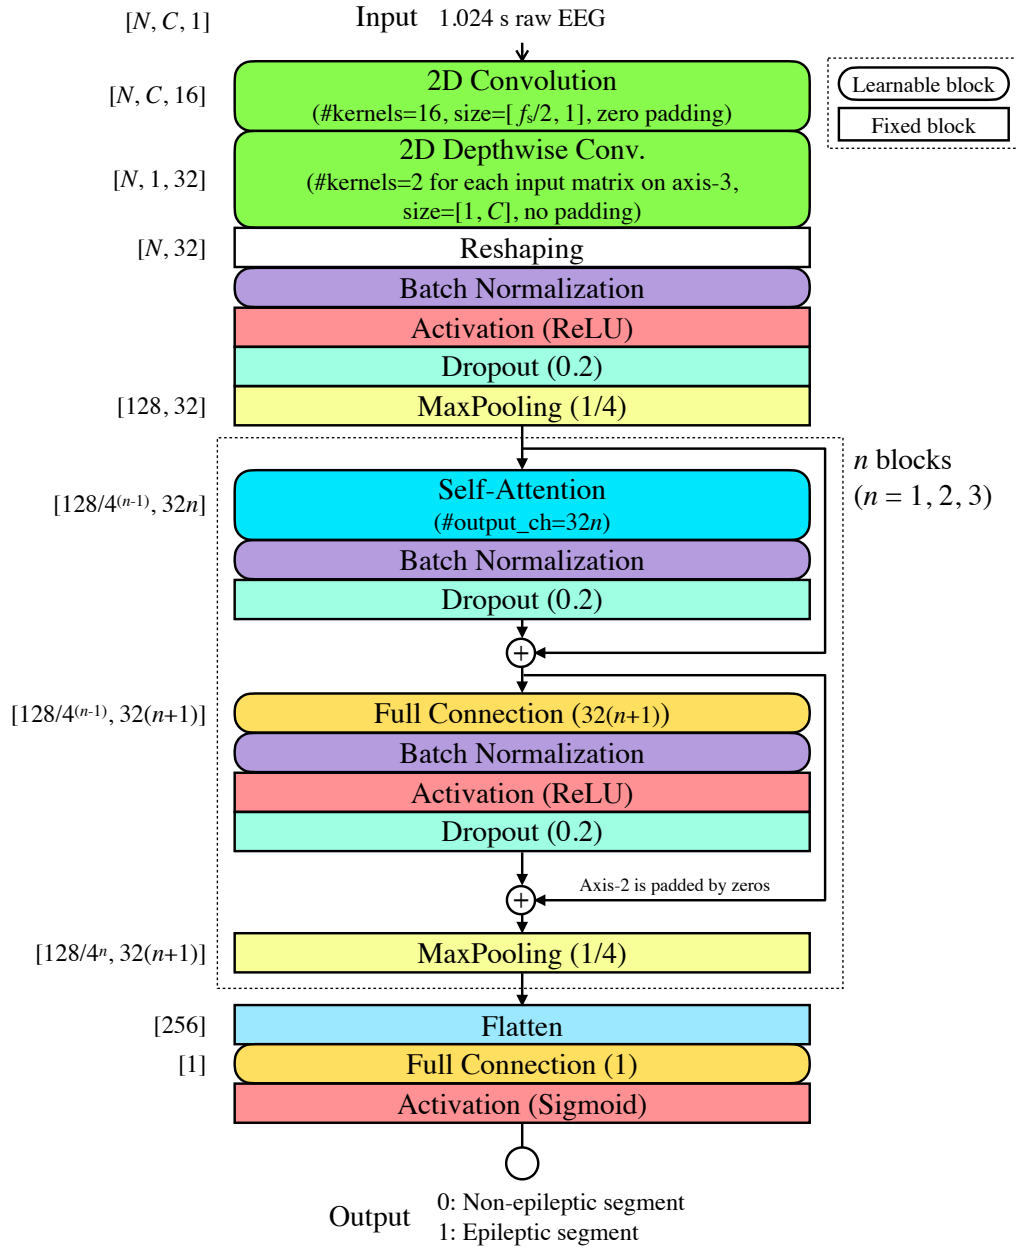 [N, C, 1]
Input 1.024 s raw EEG
[N, C, 16]
2D Convolution
(#kernels=16, size=[fs/2, 1], zero padding)
Learnable block
Fixed block
[N, 1, 32]
2D Depthwise Conv.
(#kernels=2 for each input matrix on axis-3,
size=[1, C], no padding)
[N, 32]
Reshaping
Batch Normalization
Activation (ReLU)
Dropout (0.2)
[128, 32]
MaxPooling (1/4)
n blocks
(n = 1, 2, 3)
[128/4(n-1), 32n]
Self-Attention
(#output_ch=32n)
Batch Normalization
Dropout (0.2)
+
[128/4(n-1), 32(n+1)]
Full Connection (32(n+1))
Batch Normalization
Activation (ReLU)
Dropout (0.2)
Axis-2 is padded by zeros
+
[128/4n, 32(n+1)]
MaxPooling (1/4)
[256]
Flatten
[1]
Full Connection (1)
Activation (Sigmoid)
Output
0: Non-epileptic segment
1: Epileptic segment